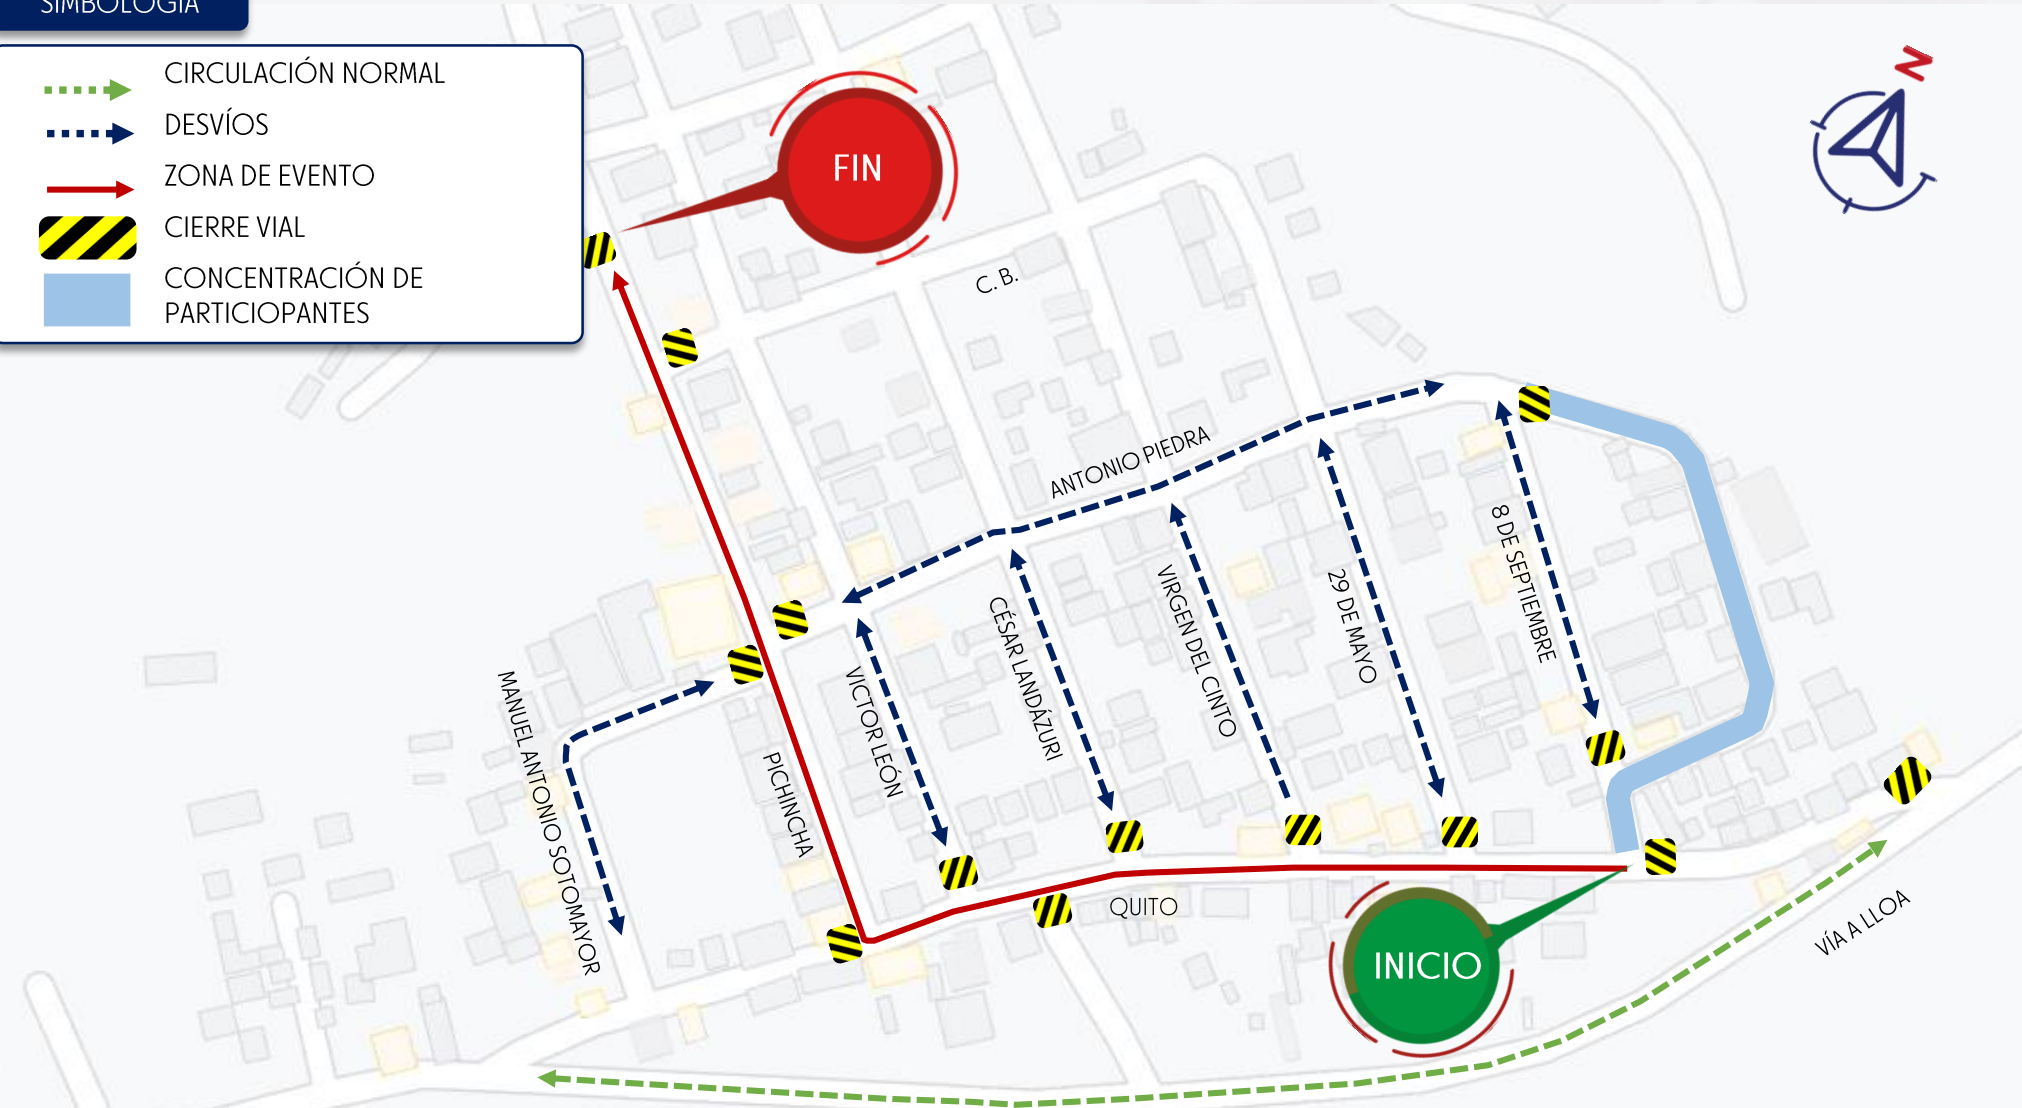 SIMBOLOGÍA
CIRCULACIÓN NORMAL
DESVÍOS
ZONA DE EVENTO
CIERRE VIAL
CONCENTRACIÓN DE
PARTICIOPANTES
N
FIN
C. B.
ANTONIO PIEDRA
8 DE SEPTIEMBRE
29 DE MAYO
VIRGEN DEL CINTO
CÉSAR LANDÁZURI
VICTOR LEÓN
PICHINCHA
MANUEL ANTONIO SOTOMAYOR
QUITO
INICIO
VÍA A LLOA